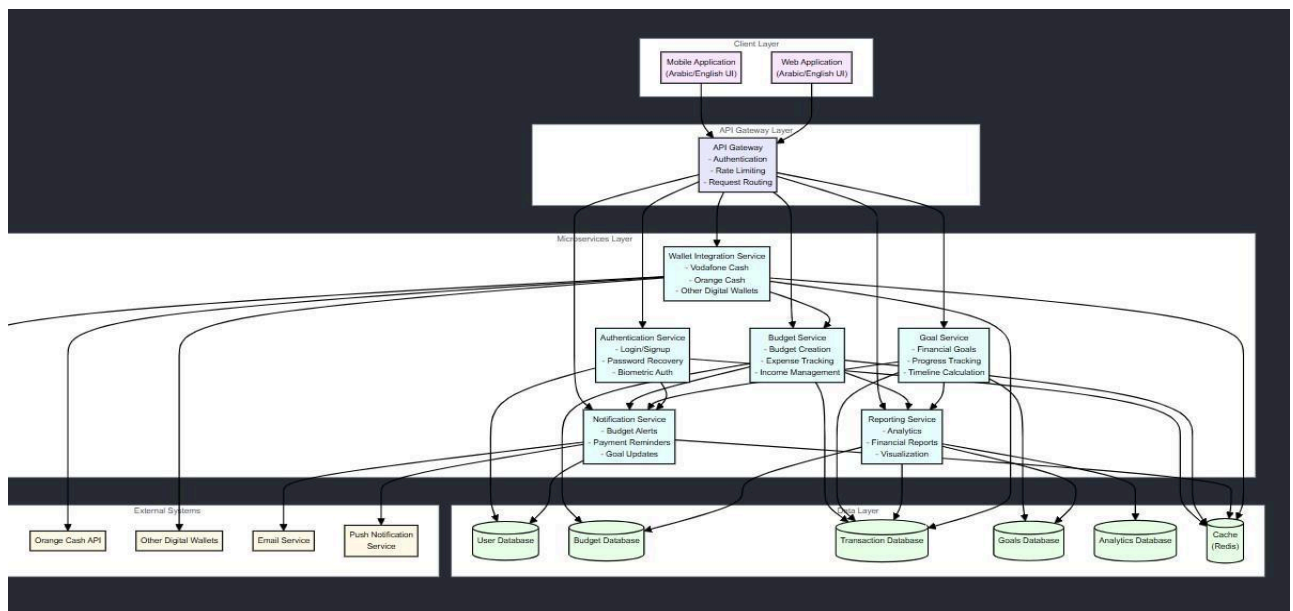 Client Layer
Mobile Application
(Arabic/English UI)
Web Application
(Arabic/English UI)
API Gateway Layer
API Gateway
- Authentication
- Rate Limiting
- Request Routing
Microservices Layer
Wallet Integration Service
- Vodafone Cash
- Orange Cash
- Other Digital Wallets
Authentication Service
- Login/Signup
- Password Recovery
- Biometric Auth
Budget Service
- Budget Creation
- Expense Tracking
- Income Management
Goal Service
- Financial Goals
- Progress Tracking
- Timeline Calculation
Notification Service
- Budget Alerts
- Payment Reminders
- Goal Updates
Reporting Service
- Analytics
- Financial Reports
- Visualization
External Systems
Orange Cash API
Other Digital Wallets
Email Service
Push Notification
Service
Data Layer
User Database
Budget Database
Transaction Database
Goals Database
Analytics Database
Cache
(Redis)